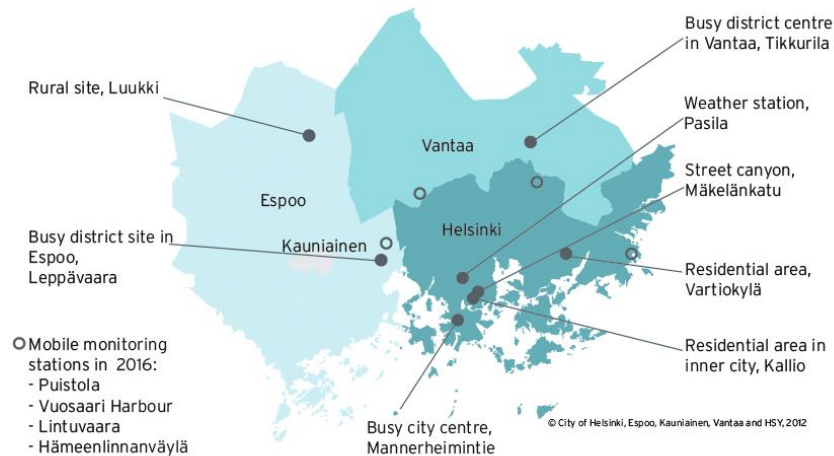 Busy district centre
in Vantaa, Tikkurila
Rural site, Luukki
Weather station,
Pasila
Vantaa
Street canyon,
Mäkelänkatu
Espoo
Helsinki
Busy district site in
Espoo,
Leppävaara
Kauniainen
Residential area,
Vartiokylä
Mobile monitoring
stations in 2016:
- Puistola
- Vuosaari Harbour
- Lintuvaara
- Hämeenlinnanväylä
Residential area in
inner city, Kallio
Busy city centre,
Mannerheimintie
© City of Helsinki, Espoo, Kauniainen, Vantaa and HSY, 2012